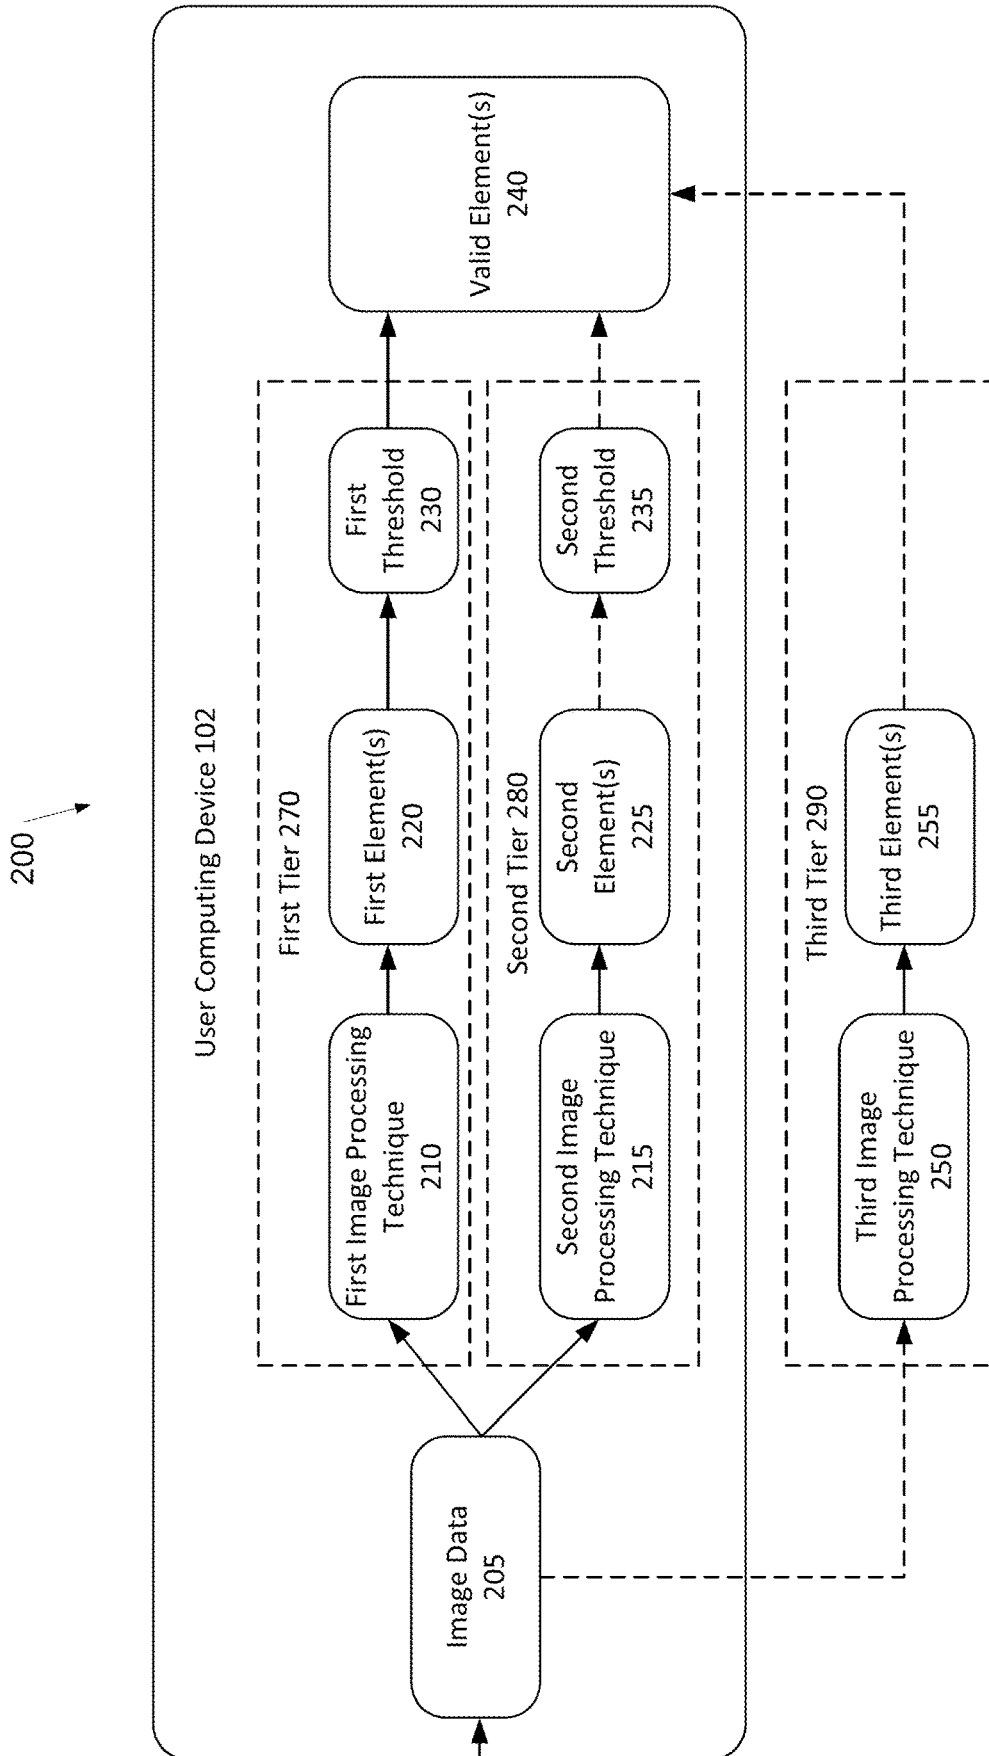 200
User Computing Device 102
First Tier 270
First Image Processing
Technique
210
First Element(s)
220
First
Threshold
230
Second Tier 280
Second Image
Processing Technique
215
Second
Element(s)
225
Second
Threshold
235
Image Data
205
Valid Element(s)
240
Third Tier 290
Third Image
Processing Technique
250
Third Element(s)
255